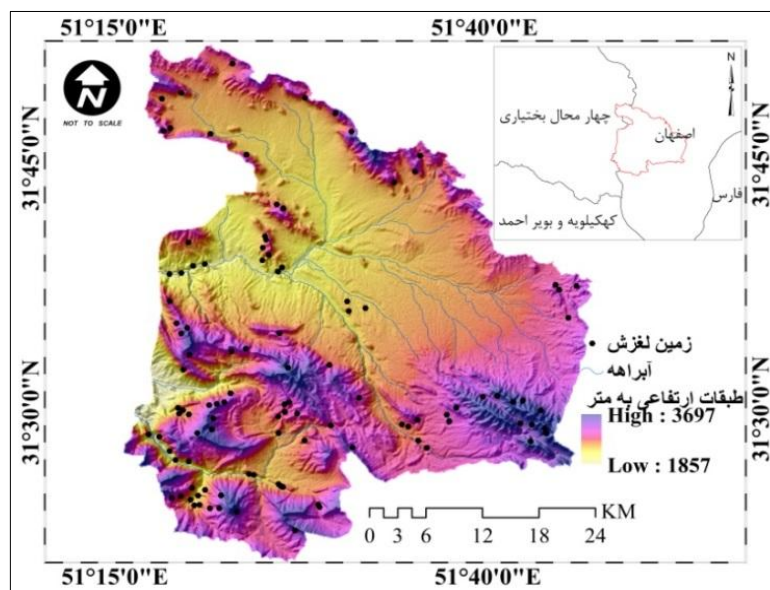 51°15'0"E
51°40'0"E
N
NOT TO SCALE
N
چهار محال بختیاری
اصفهان
فارس
کهکیلویه و بویر احمد
31°45'0"N
31°45'0"N
زمین لغزش
آبراهه
طبقات ارتفاعی به متر
High : 3697
Low : 1857
31°30'0"N
31°30'0"N
KM
0 3 6 12 18 24
51°15'0"E
51°40'0"E